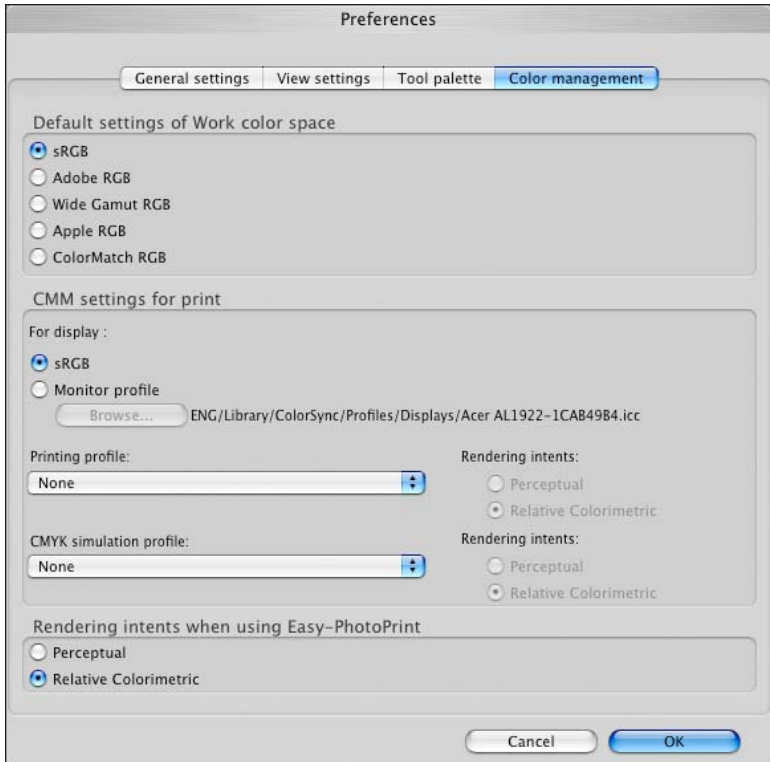 Preferences
General settings
View settings
Tool palette
Color management
Default settings of Work color space
sRGB
Adobe RGB
Wide Gamut RGB
Apple RGB
ColorMatch RGB
CMM settings for print
For display :
sRGB
Monitor profile
Browse... ENG/Library/ColorSync/Profiles/Displays/Acer AL1922-1CAB49B4.icc
Printing profile:
None
Rendering intents:
Perceptual
Relative Colorimetric
CMYK simulation profile:
None
Rendering intents:
Perceptual
Relative Colorimetric
Rendering intents when using Easy-PhotoPrint
Perceptual
Relative Colorimetric
Cancel
OK